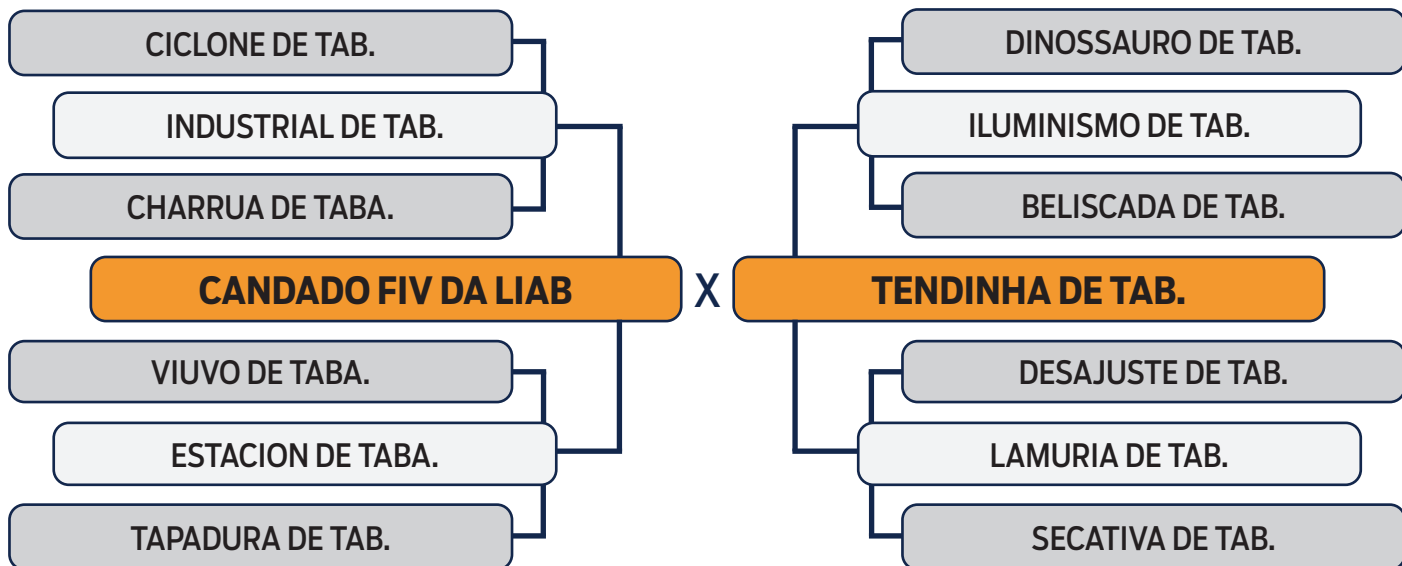 CICLONE DE TAB.
INDUSTRIAL DE TAB.
CHARRUA DE TABA.
CANDADO FIV DA LIAB
VIUVO DE TABA.
ESTACION DE TABA.
TAPADURA DE TAB.
X
DINOSSAURO DE TAB.
ILUMINISMO DE TAB.
BELISCADA DE TAB.
TENDINHA DE TAB.
DESAJUSTE DE TAB.
LAMURIA DE TAB.
SECATIVA DE TAB.